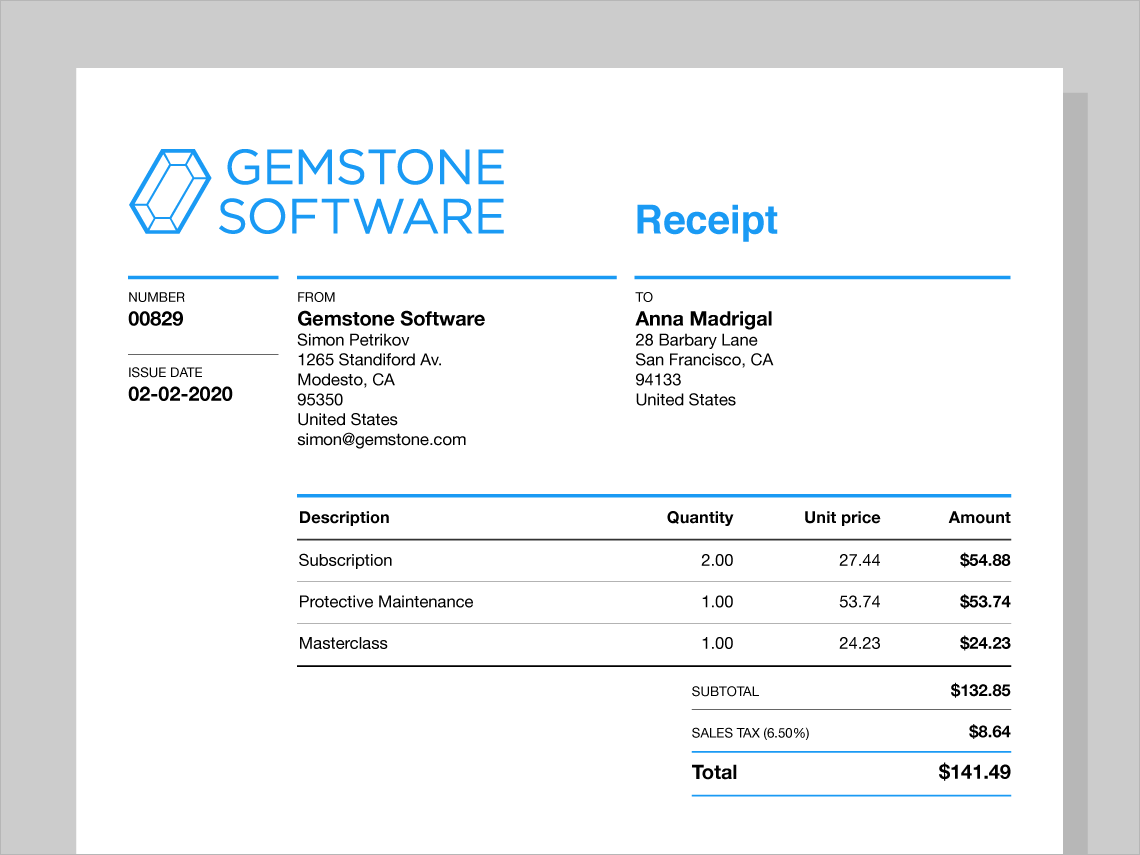 GEMSTONE
SOFTWARE
Receipt
NUMBER
00829
ISSUE DATE
02-02-2020
FROM
Gemstone Software
Simon Petrikov
1265 Standiford Av.
Modesto, CA
95350
United States
simon@gemstone.com
TO
Anna Madrigal
28 Barbary Lane
San Francisco, CA
94133
United States
Description Quantity Unit price Amount
Subscription 2.00 27.44 $54.88
Protective Maintenance 1.00 53.74 $53.74
Masterclass 1.00 24.23 $24.23
SUBTOTAL $132.85
SALES TAX (6.50%) $8.64
Total $141.49